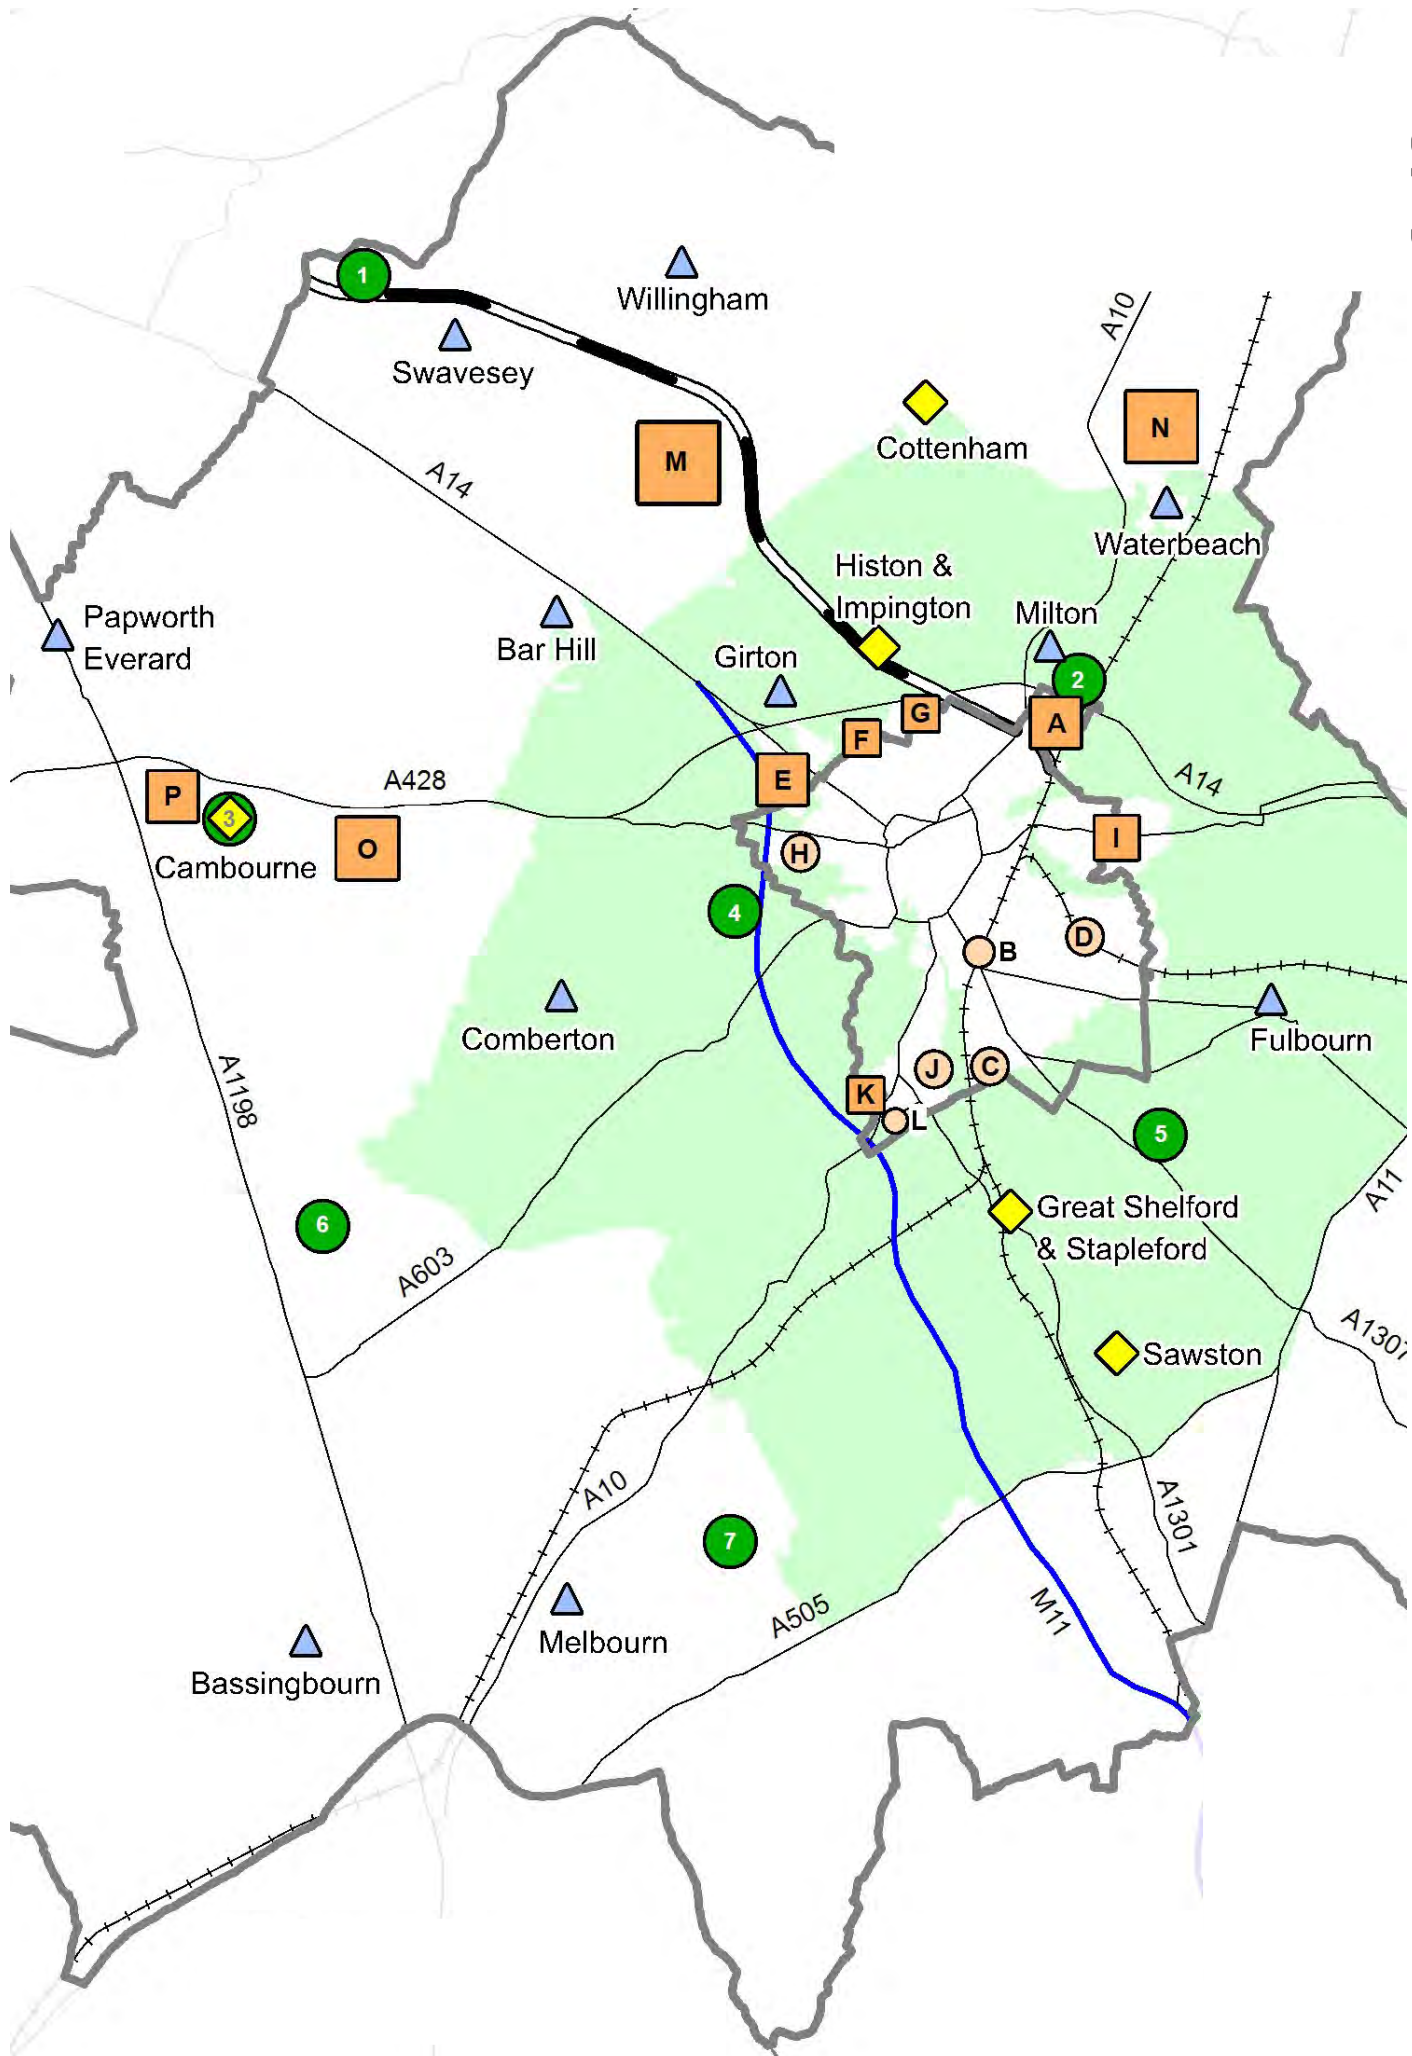 1
Willingham
Swavesey
A10
N
Cottenham
M
A14
Waterbeach
Histon &
Impington
Milton
Papworth
Everard
Bar Hill
Girton
2
G
A
F
E
A14
A428
P
3
I
O
H
Cambourne
4
D
B
Comberton
Fulbourn
A1198
J
C
K
L
5
A11
6
Great Shelford
& Stapleford
A603
A1307
Sawston
A10
A1301
7
M11
A505
Melbourn
Bassingbourn